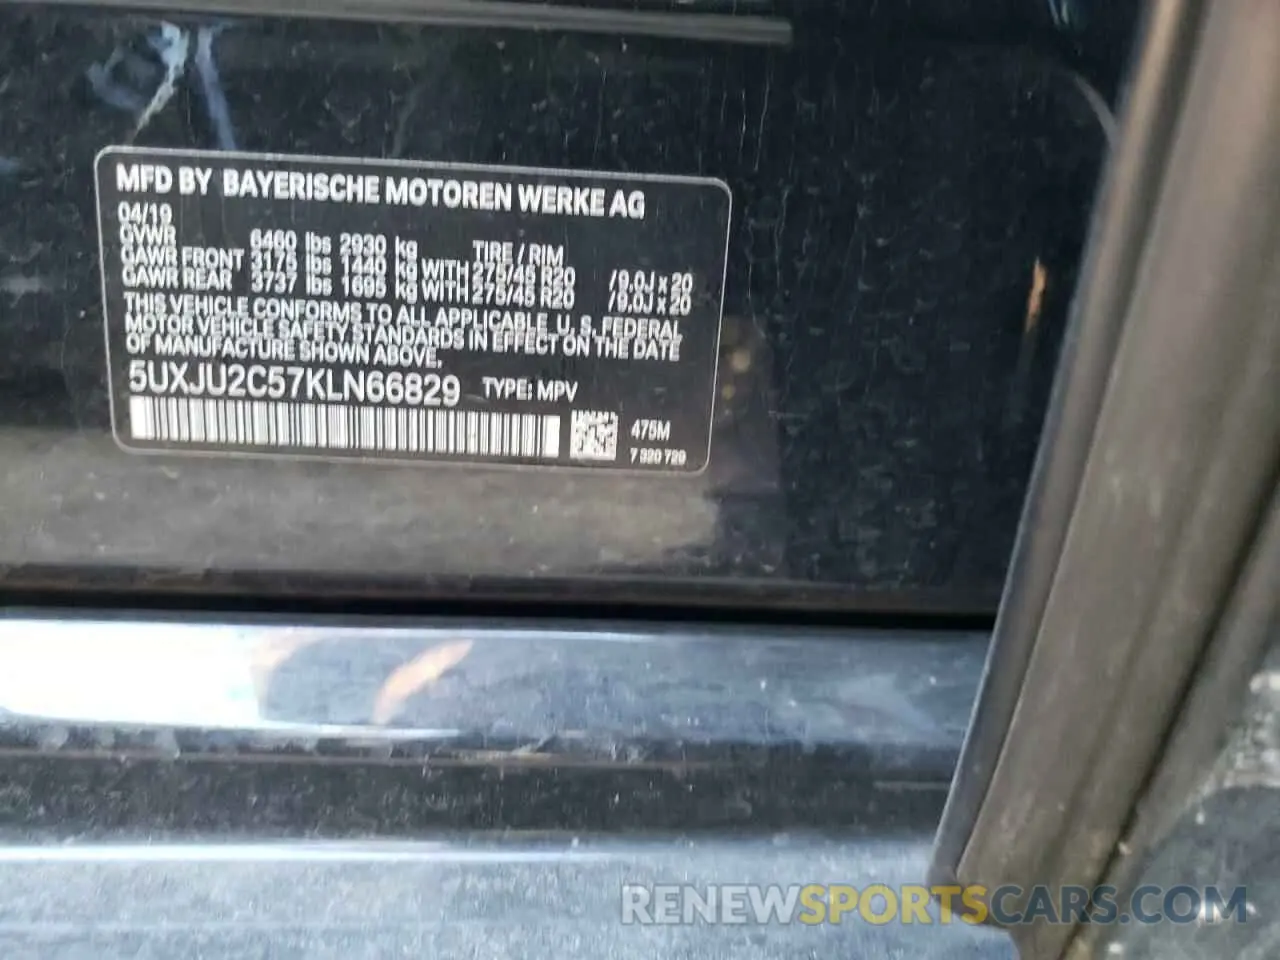 MFD BY BAYERISCHE MOTOREN WERKE AG
04/19
GVWR 6460 lbs 2930 kg TIRE / RIM
GAWR FRONT 3175 lbs 1440 kg WITH 275/45 R20 /9.0J x 20
GAWR REAR 3737 lbs 1695 kg WITH 275/45 R20 /9.0J x 20
THIS VEHICLE CONFORMS TO ALL APPLICABLE U. S. FEDERAL
MOTOR VEHICLE SAFETY STANDARDS IN EFFECT ON THE DATE
OF MANUFACTURE SHOWN ABOVE.
5UXJU2C57KLN66829 TYPE: MPV
475M
7 320 729
RENEWSPORTSCARS.COM